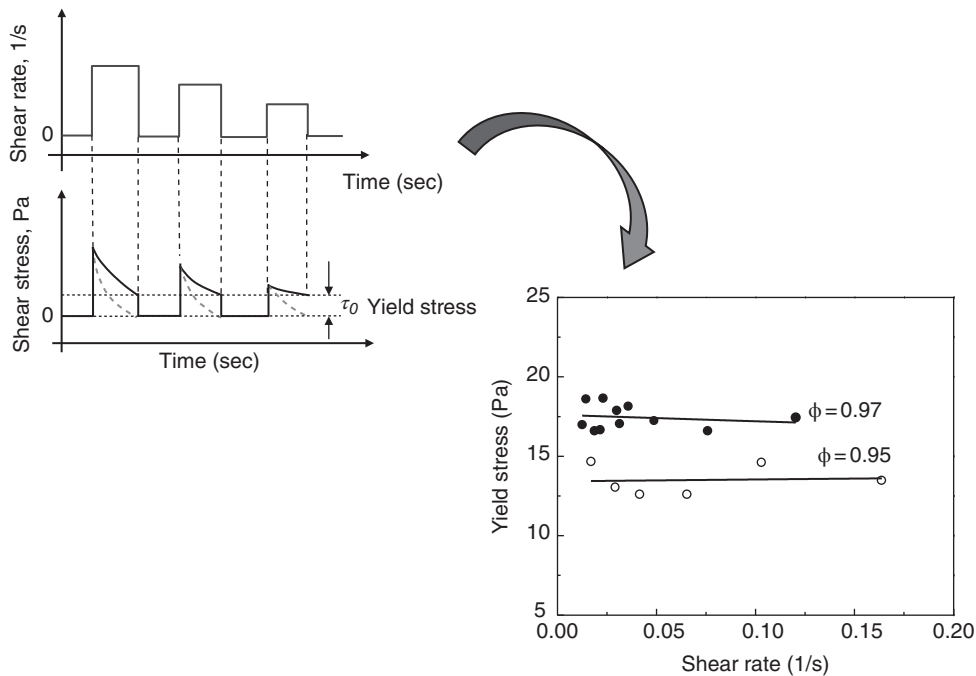 Shear rate, 1/s
0
Time (sec)
Shear stress, Pa
0
τ0 Yield stress
Time (sec)
Yield stress (Pa)
25
20
15
10
5
ϕ=0.97
ϕ=0.95
0.00 0.05 0.10 0.15 0.20
Shear rate (1/s)